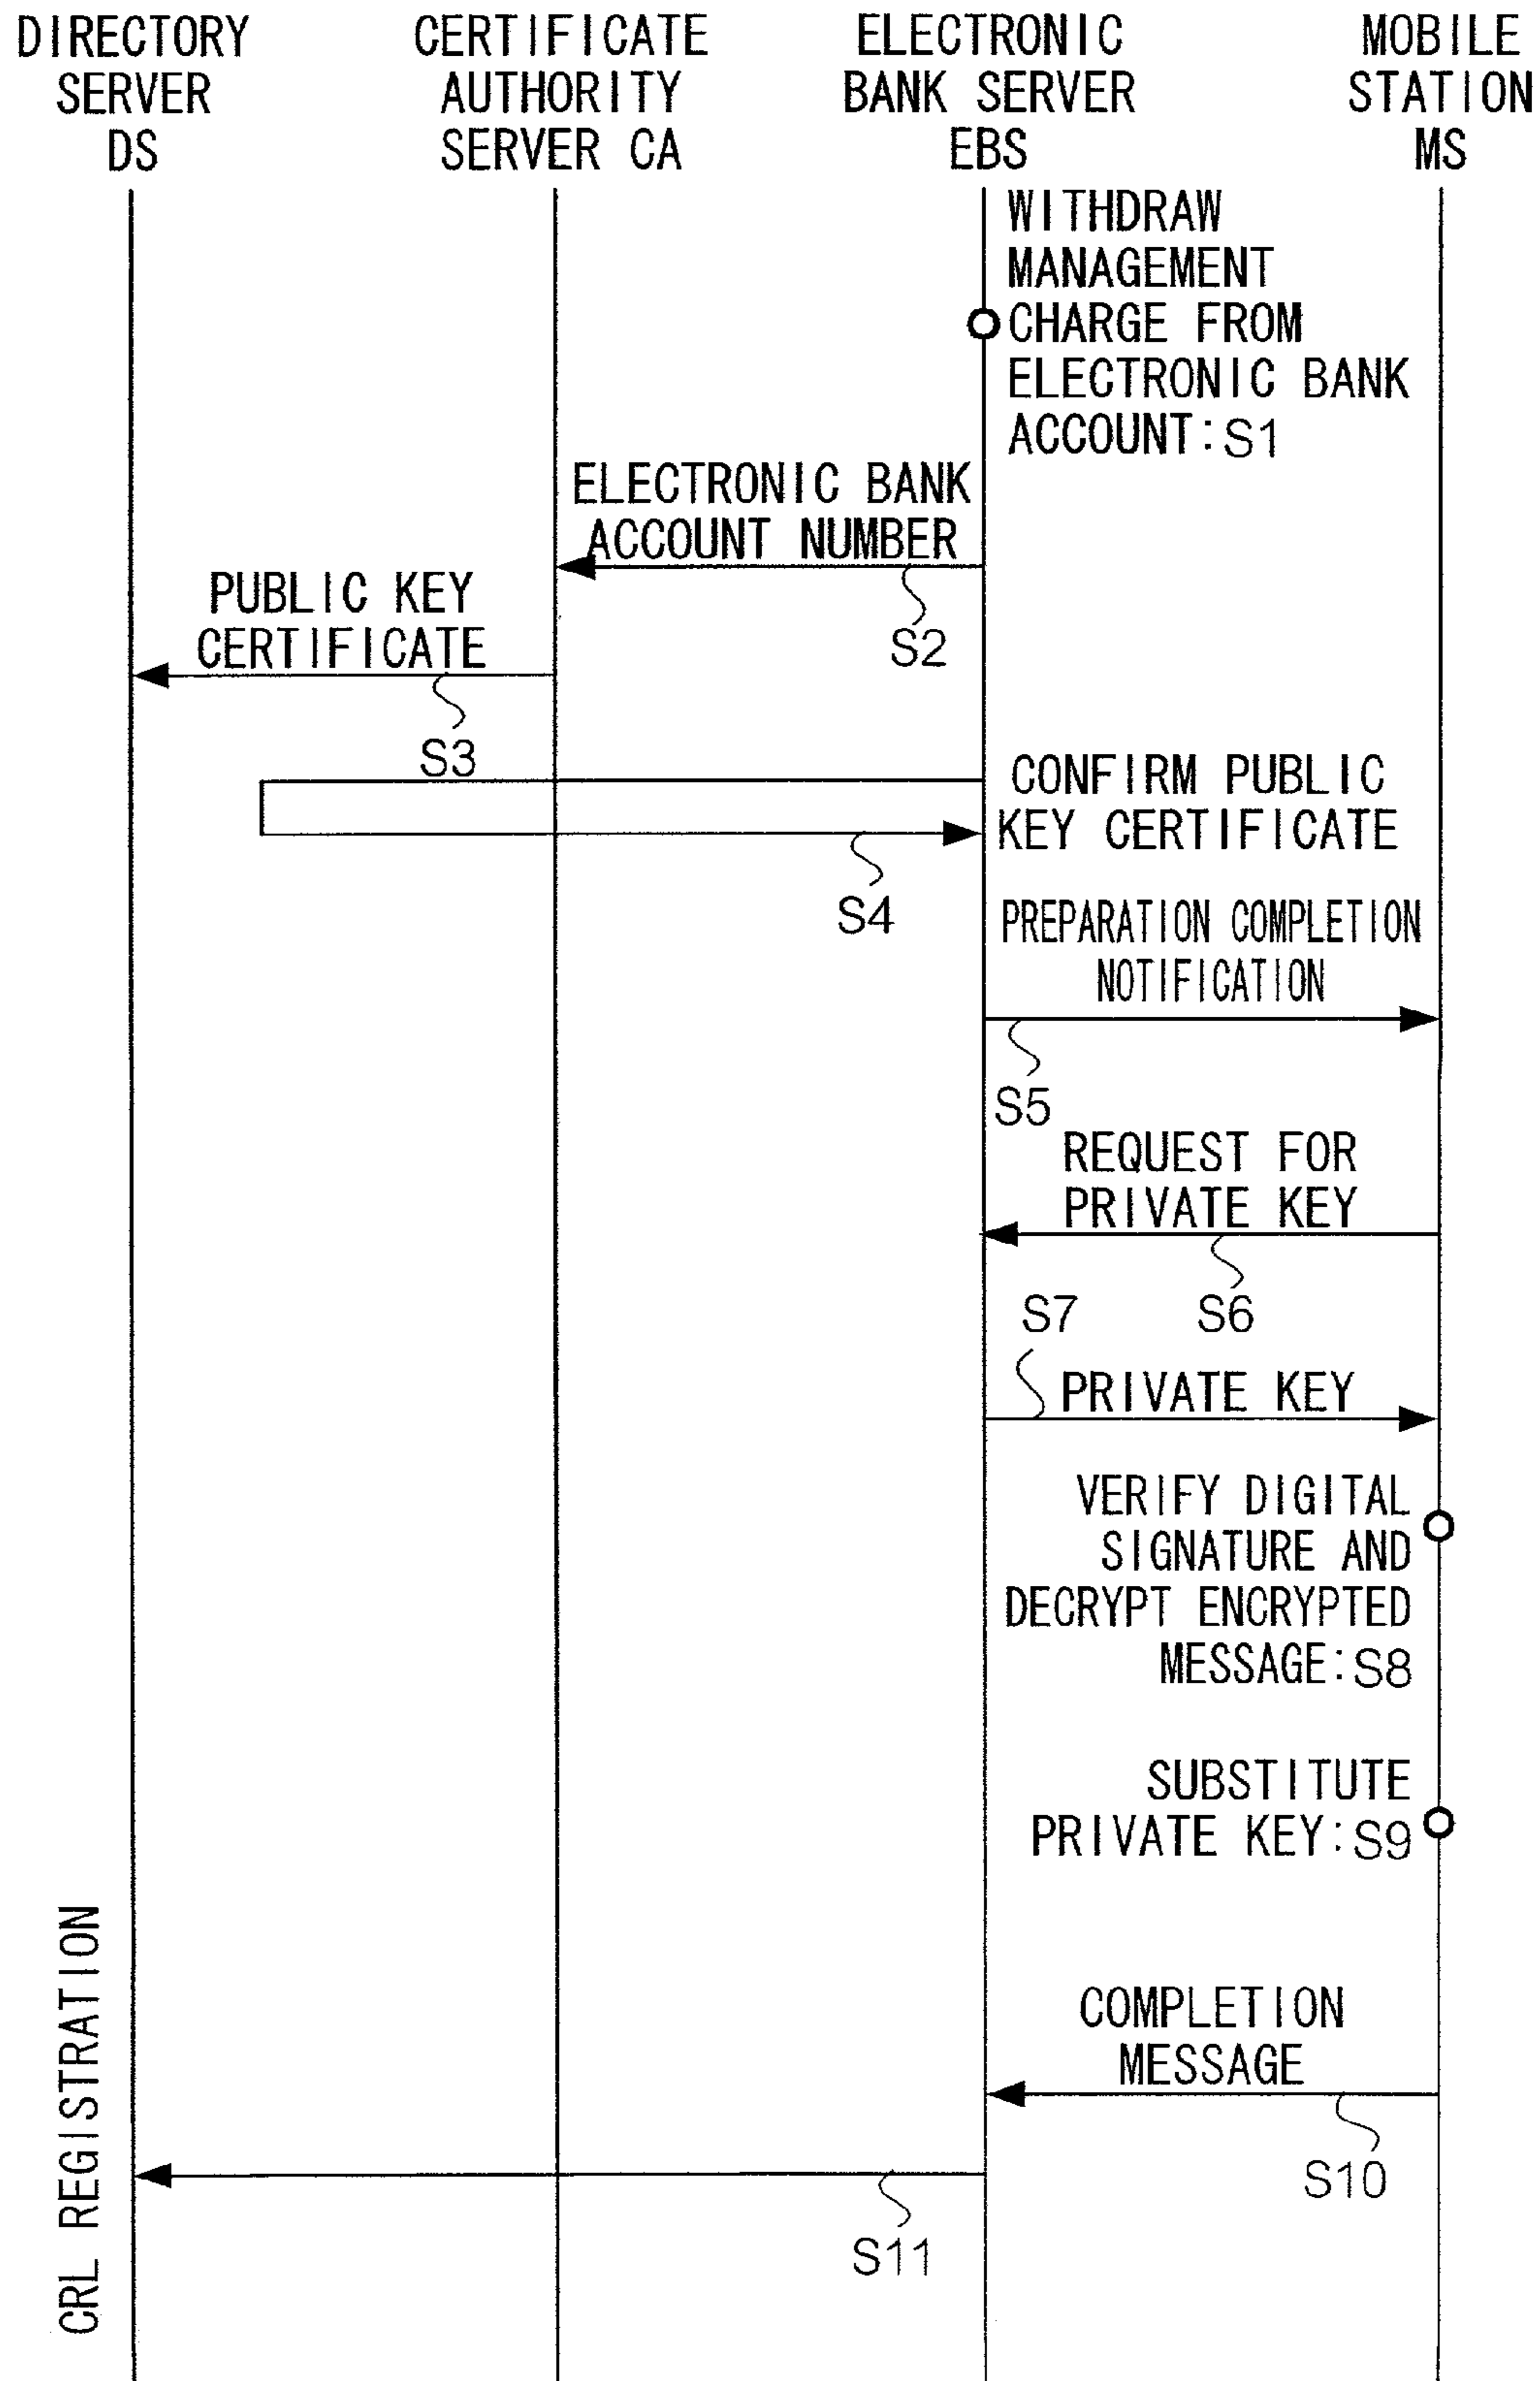 DIRECTORY
SERVER
DS
CERTIFICATE
AUTHORITY
SERVER CA
ELECTRONIC
BANK SERVER
EBS
MOBILE
STATION
MS
WITHDRAW
MANAGEMENT
CHARGE FROM
ELECTRONIC BANK
ACCOUNT:S1
ELECTRONIC BANK
ACCOUNT NUMBER
S2
PUBLIC KEY
CERTIFICATE
S3
CONFIRM PUBLIC
KEY CERTIFICATE
S4
PREPARATION COMPLETION
NOTIFICATION
S5
REQUEST FOR
PRIVATE KEY
S6
S7
PRIVATE KEY
VERIFY DIGITAL
SIGNATURE AND
DECRYPT ENCRYPTED
MESSAGE:S8
SUBSTITUTE
PRIVATE KEY:S9
COMPLETION
MESSAGE
S10
CRL REGISTRATION
S11